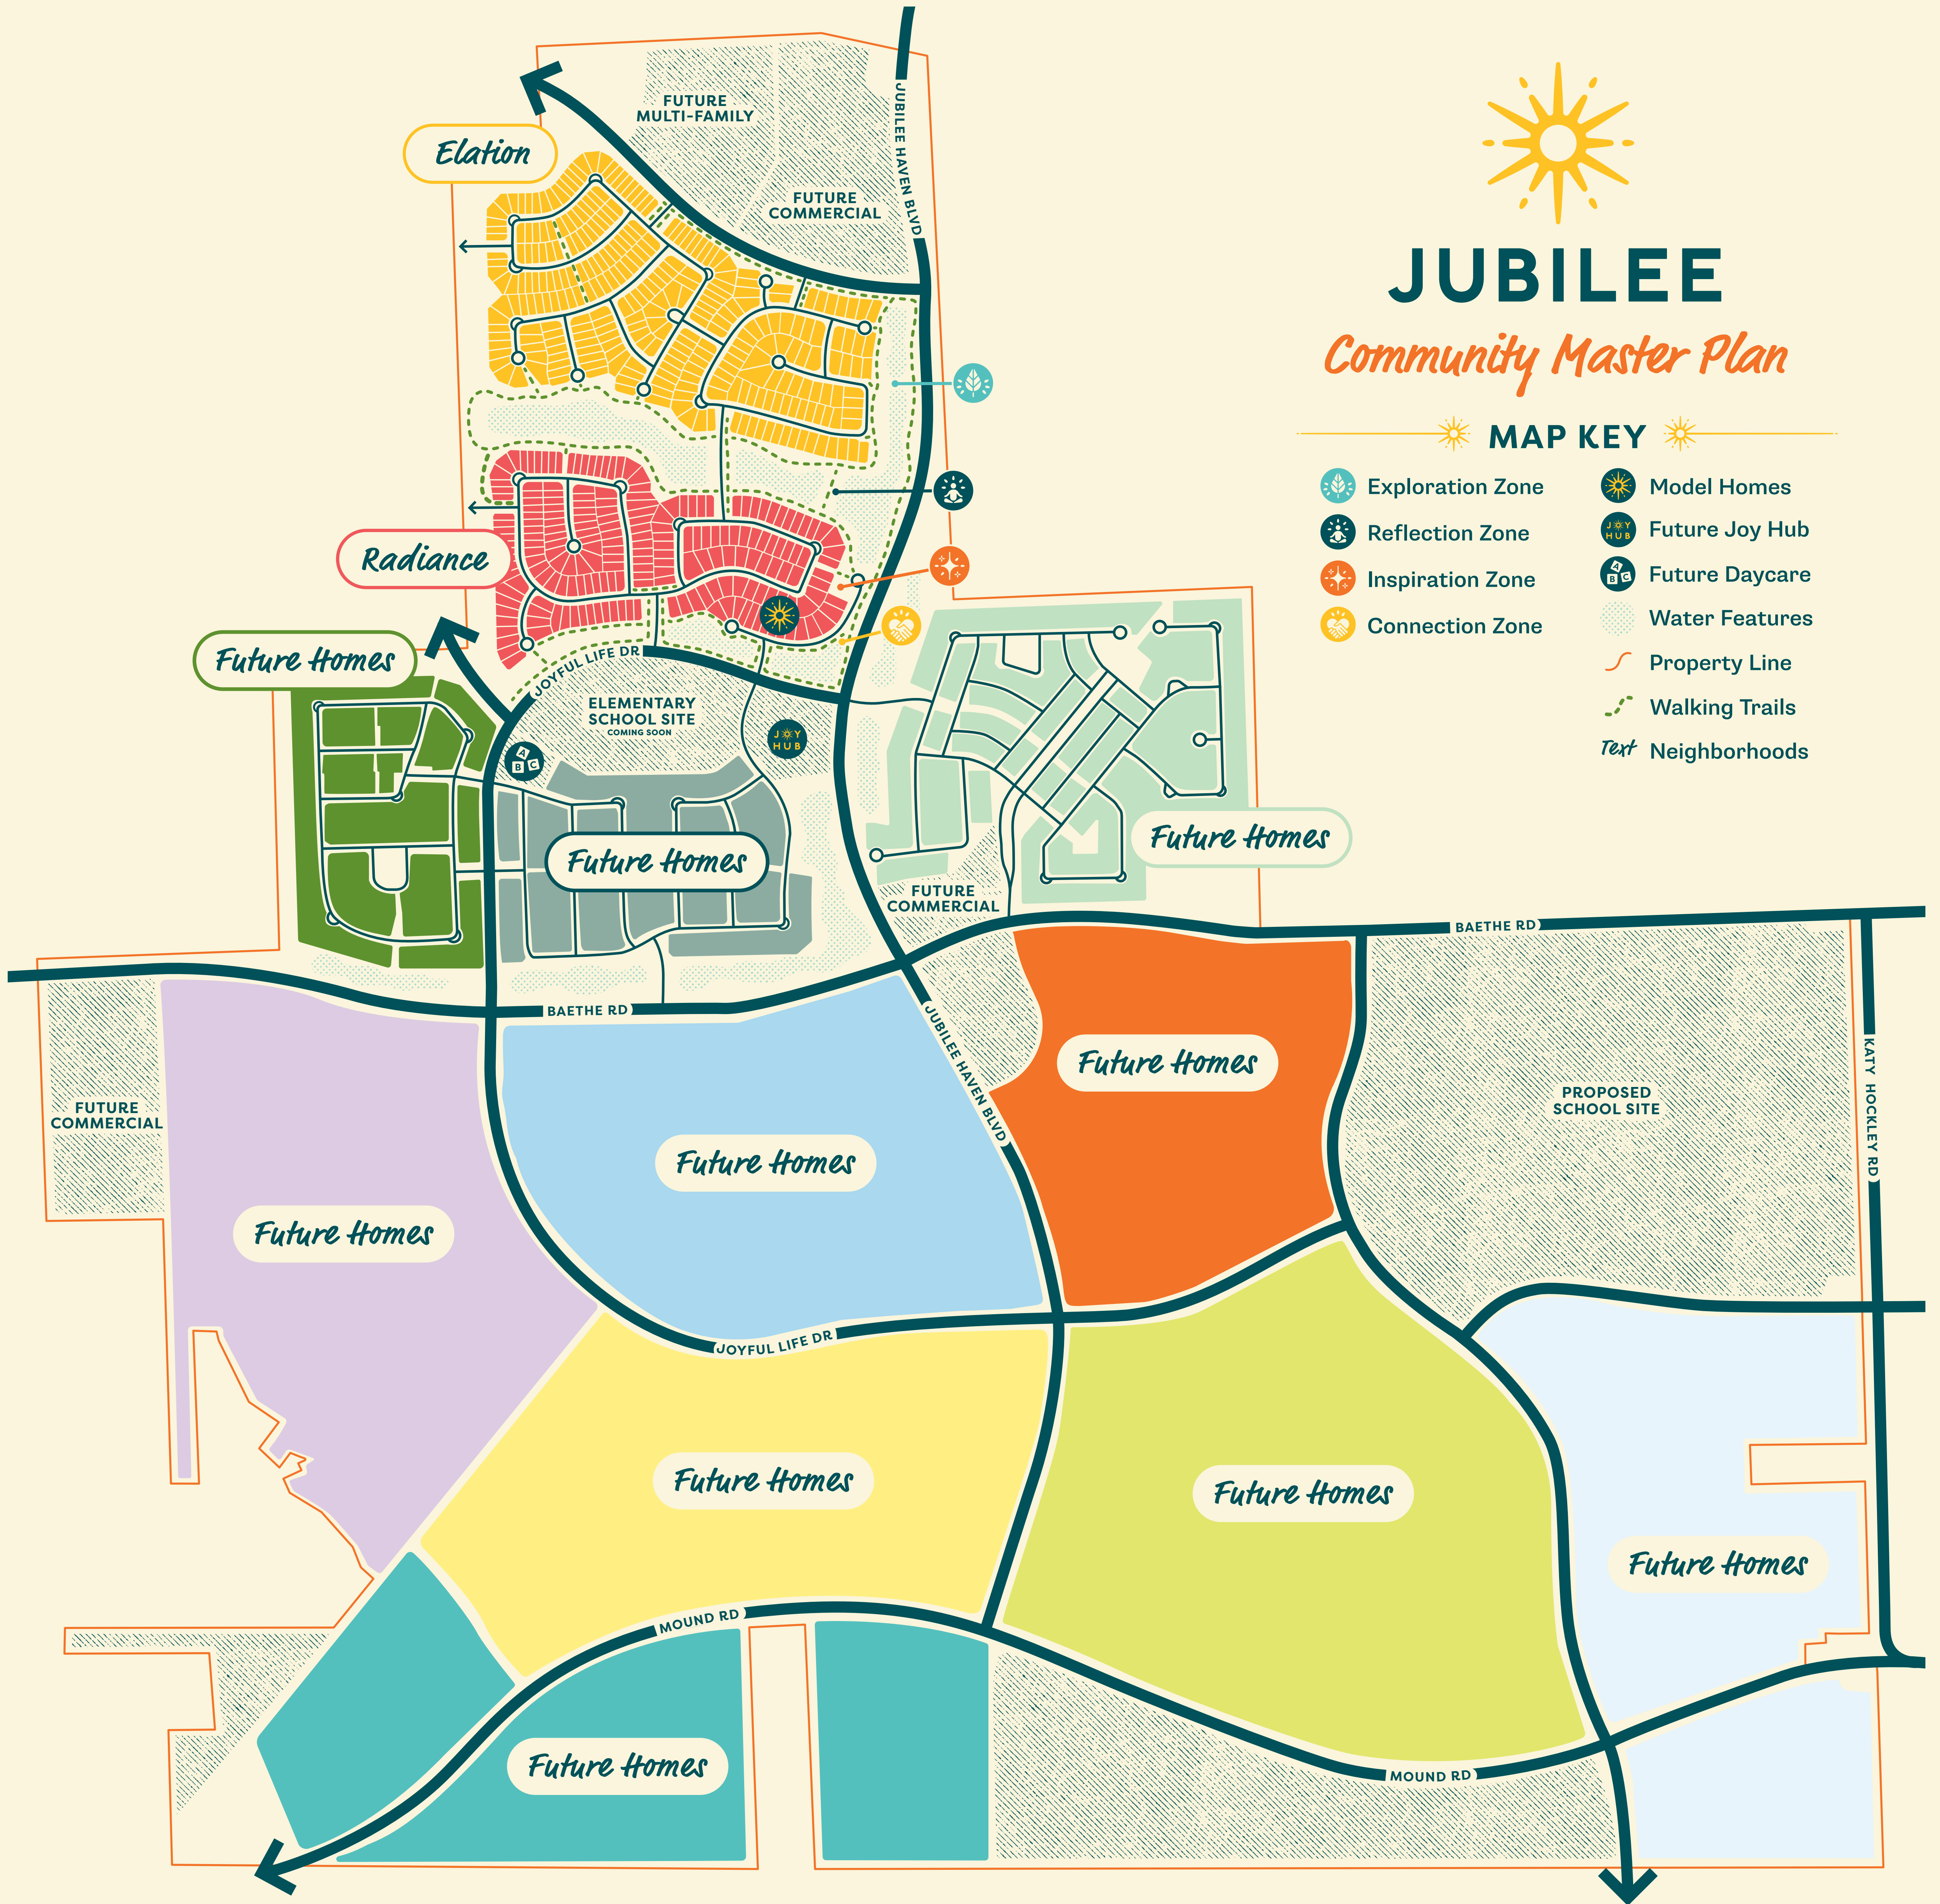 JUBILEE
Community Master Plan
MAP KEY
Exploration Zone
Reflection Zone
Inspiration Zone
Connection Zone
Model Homes
JOY
HUB
Future Joy Hub
A
B C
Future Daycare
Water Features
Property Line
Walking Trails
Text
Neighborhoods
FUTURE
MULTI-FAMILY
JUBILEE HAVEN BLVD
Elation
FUTURE
COMMERCIAL
Radiance
Future Homes
JOYFUL LIFE DR
ELEMENTARY
SCHOOL SITE
COMING SOON
JOY
HUB
A
B C
Future Homes
Future Homes
FUTURE
COMMERCIAL
BAETHE RD
BAETHE RD
JUBILEE HAVEN BLVD
Future Homes
KATY HOCKLEY RD
PROPOSED
SCHOOL SITE
FUTURE
COMMERCIAL
Future Homes
Future Homes
JOYFUL LIFE DR
Future Homes
Future Homes
Future Homes
MOUND RD
Future Homes
MOUND RD